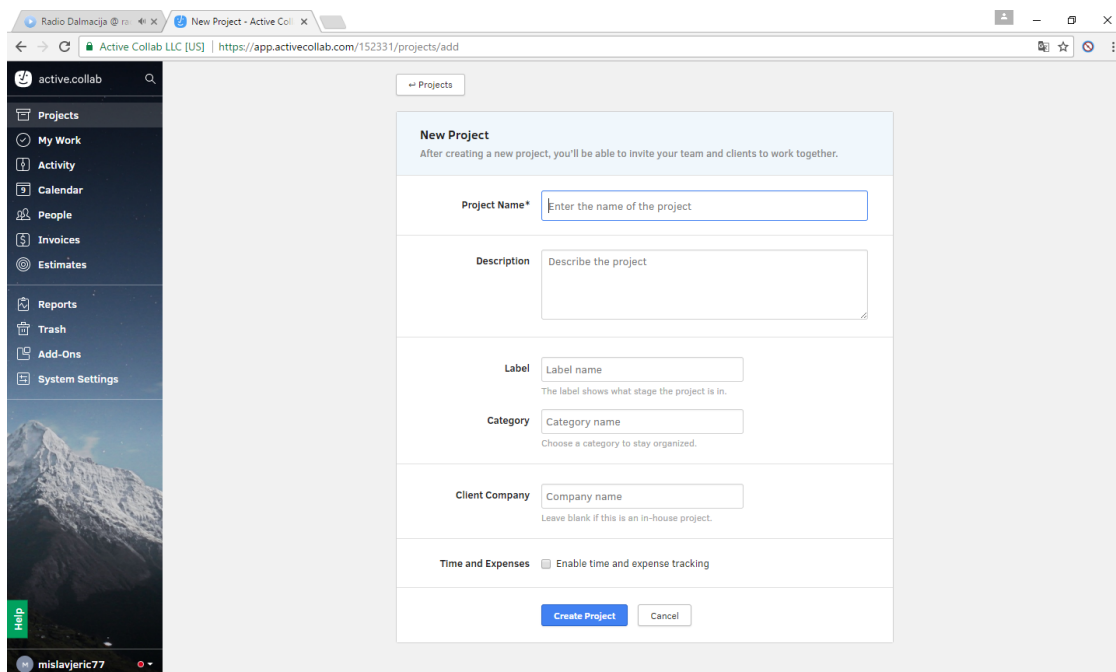 Radio Dalmacija @ ra
New Project - Active Col
Active Collab LLC [US] | https://app.activecollab.com/152331/projects/add
active.collab
Projects
My Work
Activity
9 Calendar
People
Invoices
Estimates
Reports
Trash
Add-Ons
System Settings
Help
M mislavjeric77
↩ Projects
New Project
After creating a new project, you'll be able to invite your team and clients to work together.
Project Name* Enter the name of the project
Description Describe the project
Label Label name
The label shows what stage the project is in.
Category Category name
Choose a category to stay organized.
Client Company Company name
Leave blank if this is an in-house project.
Time and Expenses Enable time and expense tracking
Create Project Cancel